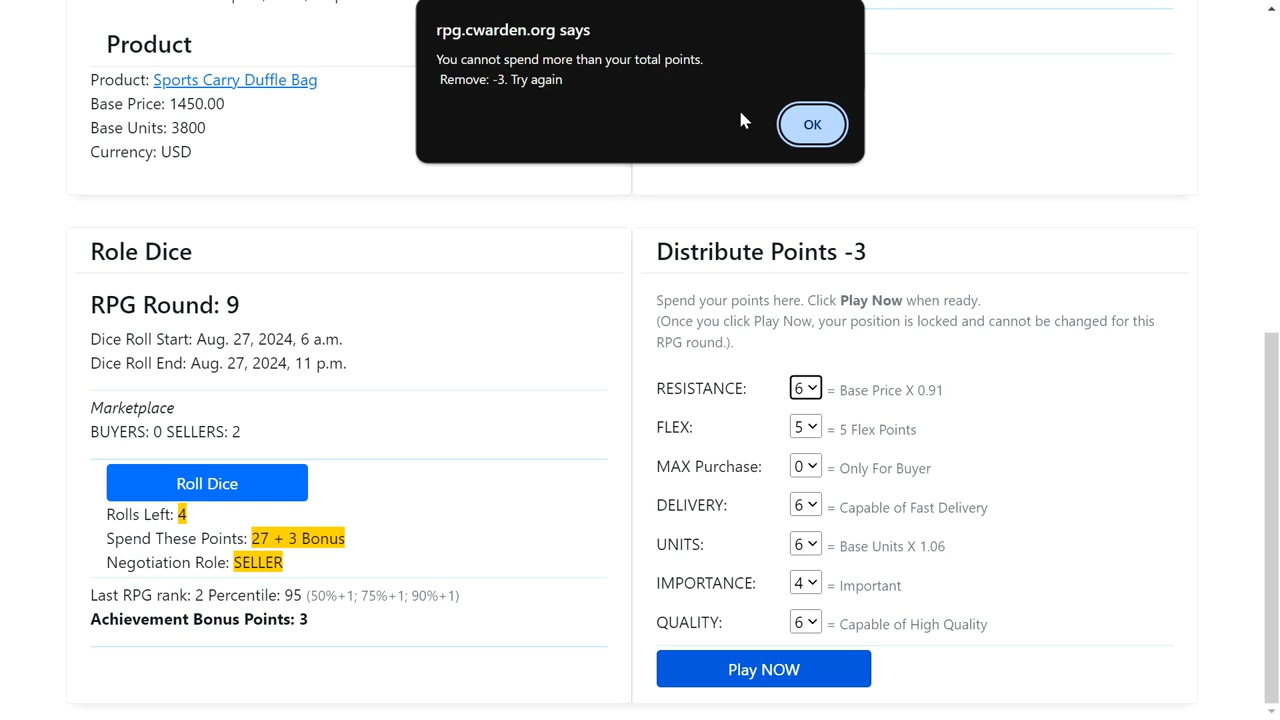 rpg.cwarden.org says
You cannot spend more than your total points.
Remove: -3. Try again
OK
Product
Product: Sports Carry Duffle Bag
Base Price: 1450.00
Base Units: 3800
Currency: USD
Role Dice
RPG Round: 9
Dice Roll Start: Aug. 27, 2024, 6 a.m.
Dice Roll End: Aug. 27, 2024, 11 p.m.
Marketplace
BUYERS: 0 SELLERS: 2
Roll Dice
Rolls Left: 4
Spend These Points: 27 + 3 Bonus
Negotiation Role: SELLER
Last RPG rank: 2 Percentile: 95 (50%+1; 75%+1; 90%+1)
Achievement Bonus Points: 3
Distribute Points -3
Spend your points here. Click Play Now when ready.
(Once you click Play Now, your position is locked and cannot be changed for this
RPG round.).
RESISTANCE: 6 = Base Price X 0.91
FLEX: 5 = 5 Flex Points
MAX Purchase: 0 = Only For Buyer
DELIVERY: 6 = Capable of Fast Delivery
UNITS: 6 = Base Units X 1.06
IMPORTANCE: 4 = Important
QUALITY: 6 = Capable of High Quality
Play NOW